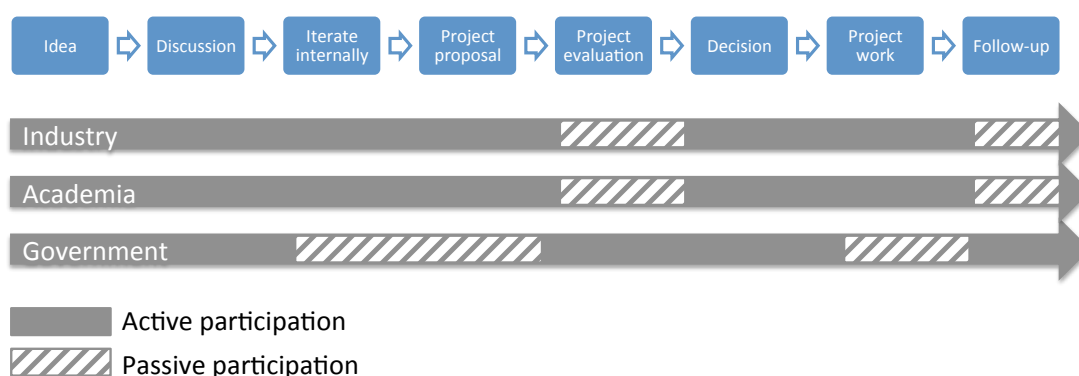 Idea
Discussion
Iterate
internally
Project
proposal
Project
evaluation
Decision
Project
work
Follow-up
Industry
Academia
Government
Active participation
Passive participation